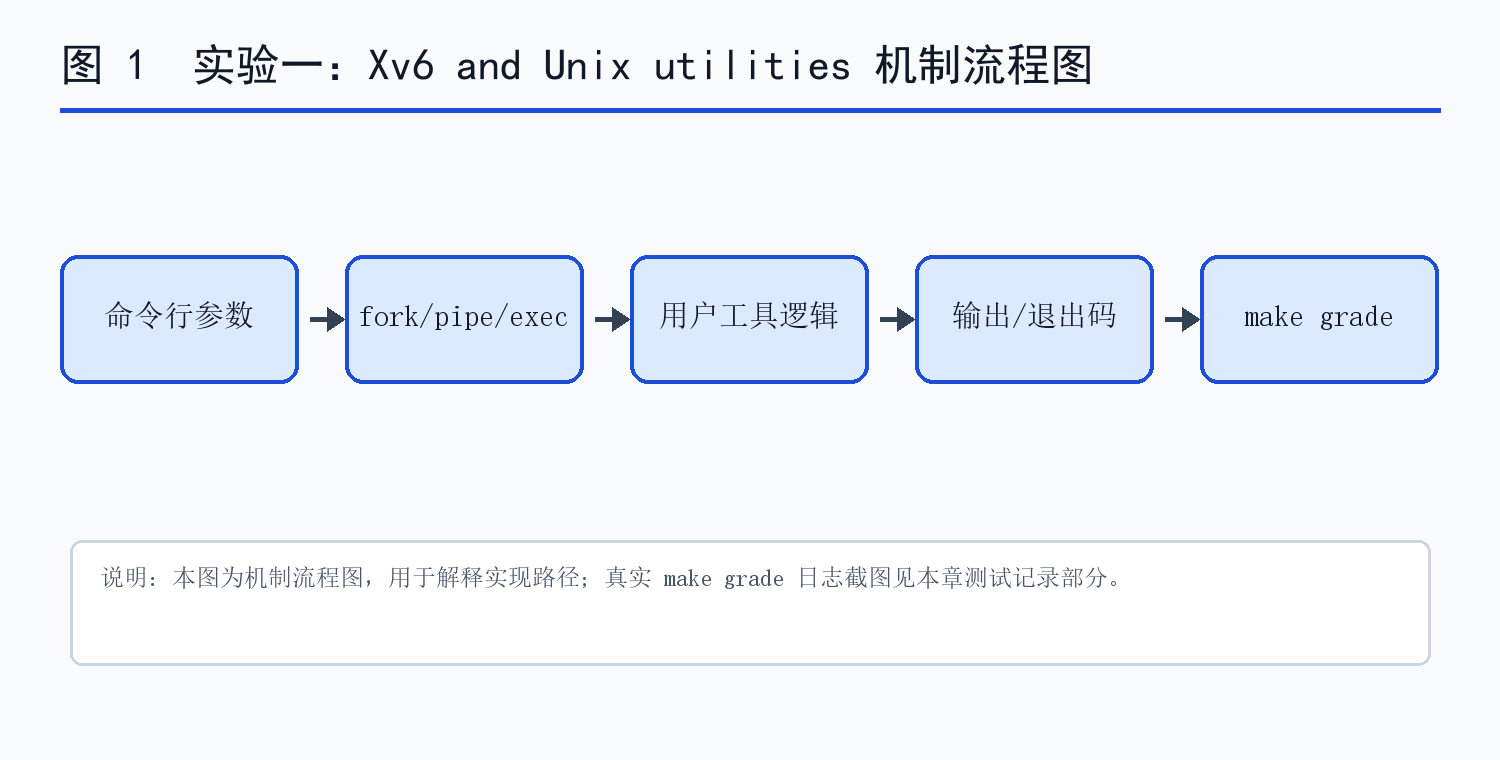 图 1 实验一：Xv6 and Unix utilities 机制流程图
命令行参数
fork/pipe/exec
用户工具逻辑
输出/退出码
make grade
说明：本图为机制流程图，用于解释实现路径；真实 make grade 日志截图见本章测试记录部分。